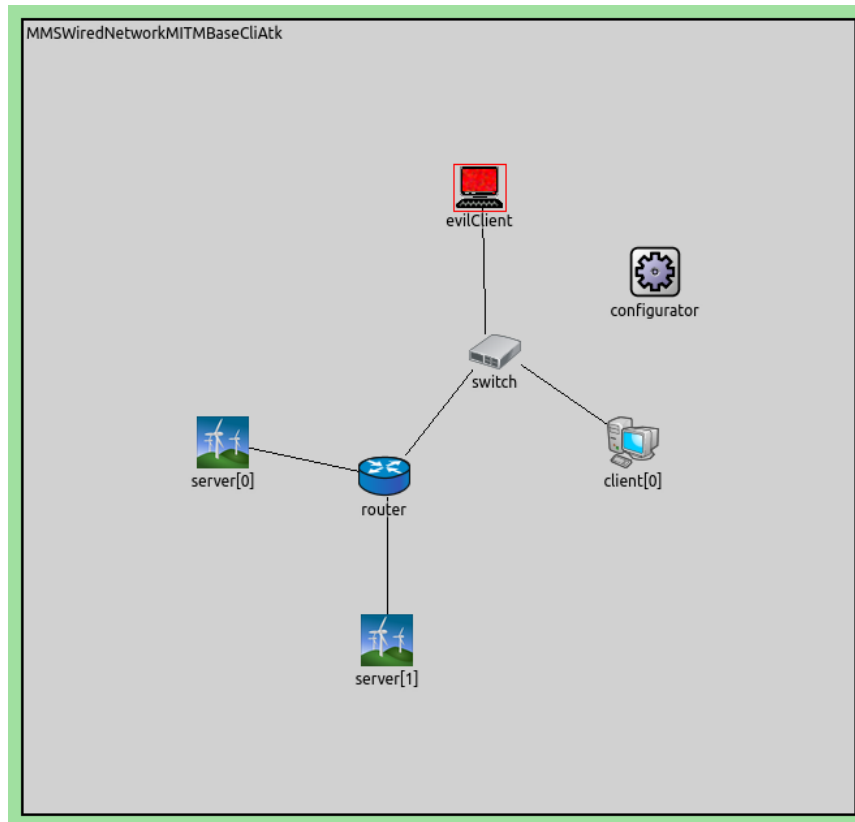 MMSWiredNetworkMITMBaseCliAtk
evilClient
configurator
switch
server[0]
client[0]
router
server[1]